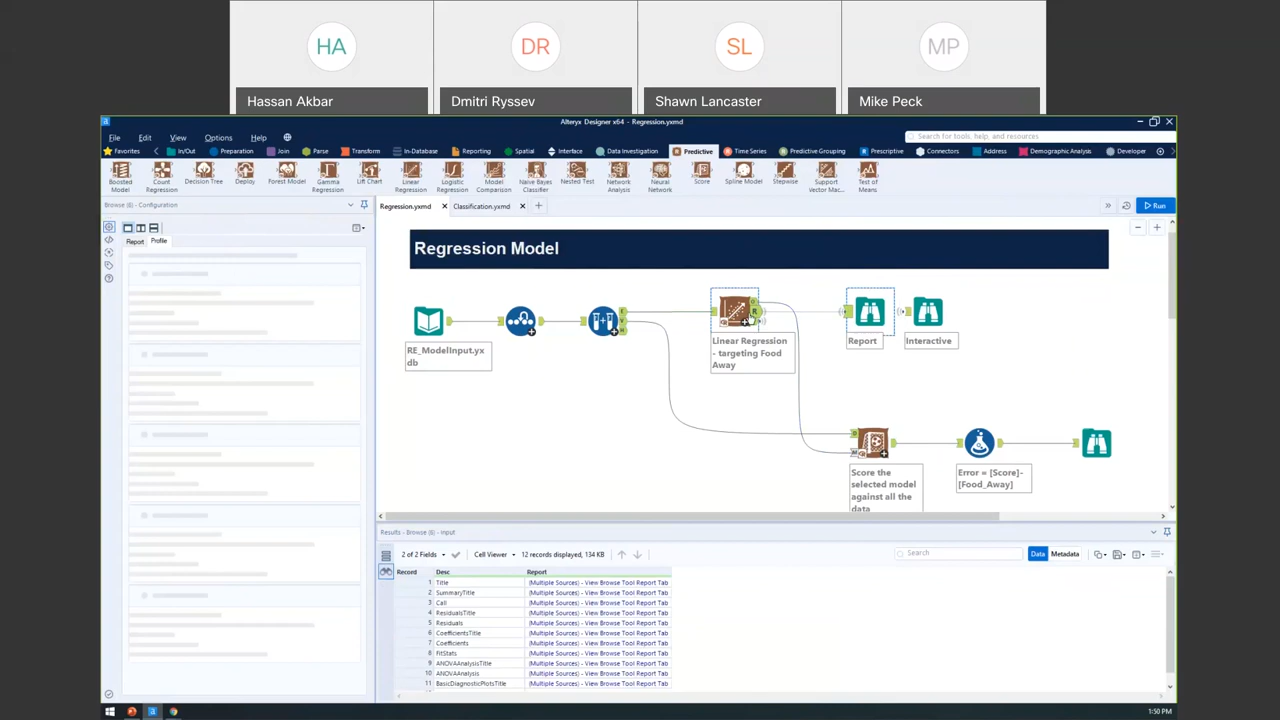 HA
DR
SL
MP
Hassan Akbar
Dmitri Ryssev
Shawn Lancaster
Mike Peck
Alteryx Designer x64 - Regression.yxmd
File Edit View Options Help
Search for tools, help, and resources
Favorites In/Out Preparation Join Parse Transform In-Database Reporting Spatial Interface Data Investigation Predictive Time Series Predictive Grouping Prescriptive Connectors Address Demographic Analysis Developer
Boosted Model
Count Regression
Decision Tree
Deploy
Forest Model
Gamma Regression
Lift Chart
Linear Regression
Logistic Regression
Model Comparison
Naive Bayes Classifier
Nested Test
Network Analysis
Neural Network
Score
Spline Model
Stepwise
Support Vector Mac...
Test of Means
Browse (8) - Configuration
Regression.yxmd
Classification.yxmd
Run
Report Profile
Regression Model
RE_ModelInput.yx
db
Linear Regression
- targeting Food
Away
Report
Interactive
Score the
selected model
against all the
data
Error = [Score]-
[Food_Away]
Results - Browse (8) - Input
2 of 2 Fields
Cell Viewer
12 records displayed, 134 KB
Search
Data
Metadata
Record Desc Report
1 Title (Multiple Sources) - View Browse Tool Report Tab
2 SummaryTitle (Multiple Sources) - View Browse Tool Report Tab
3 Call (Multiple Sources) - View Browse Tool Report Tab
4 ResidualsTitle (Multiple Sources) - View Browse Tool Report Tab
5 Residuals (Multiple Sources) - View Browse Tool Report Tab
6 CoefficientsTitle (Multiple Sources) - View Browse Tool Report Tab
7 Coefficients (Multiple Sources) - View Browse Tool Report Tab
8 FitStats (Multiple Sources) - View Browse Tool Report Tab
9 ANOVAAnalysisTitle (Multiple Sources) - View Browse Tool Report Tab
10 ANOVAAnalysis (Multiple Sources) - View Browse Tool Report Tab
11 BasicDiagnosticPlotsTitle (Multiple Sources) - View Browse Tool Report Tab
1:50 PM